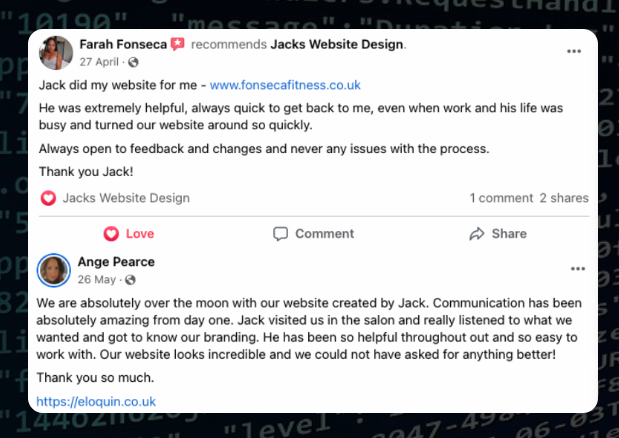 "10190", "message":"Duration
Farah Fonseca recommends Jacks Website Design.
27 April ·
Jack did my website for me - www.fonsecafitness.co.uk
He was extremely helpful, always quick to get back to me, even when work and his life was
busy and turned our website around so quickly.
Always open to feedback and changes and never any issues with the process.
Thank you Jack!
Jacks Website Design 1 comment 2 shares
Love Comment Share
Ange Pearce
26 May ·
We are absolutely over the moon with our website created by Jack. Communication has been
absolutely amazing from day one. Jack visited us in the salon and really listened to what we
wanted and got to know our branding. He has been so helpful throughout out and so easy to
work with. Our website looks incredible and we could not have asked for anything better!
Thank you so much.
https://eloquin.co.uk
"level":